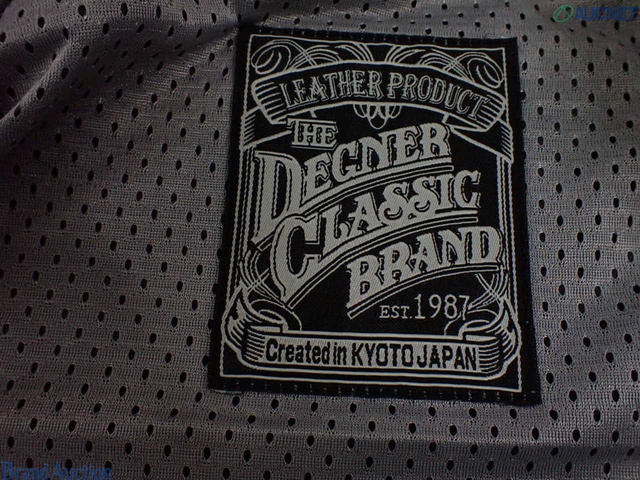 LEATHER PRODUCT
THE
DEGNER
CLASSIC
BRAND
EST. 1987
Created in KYOTO JAPAN
Brand Auction